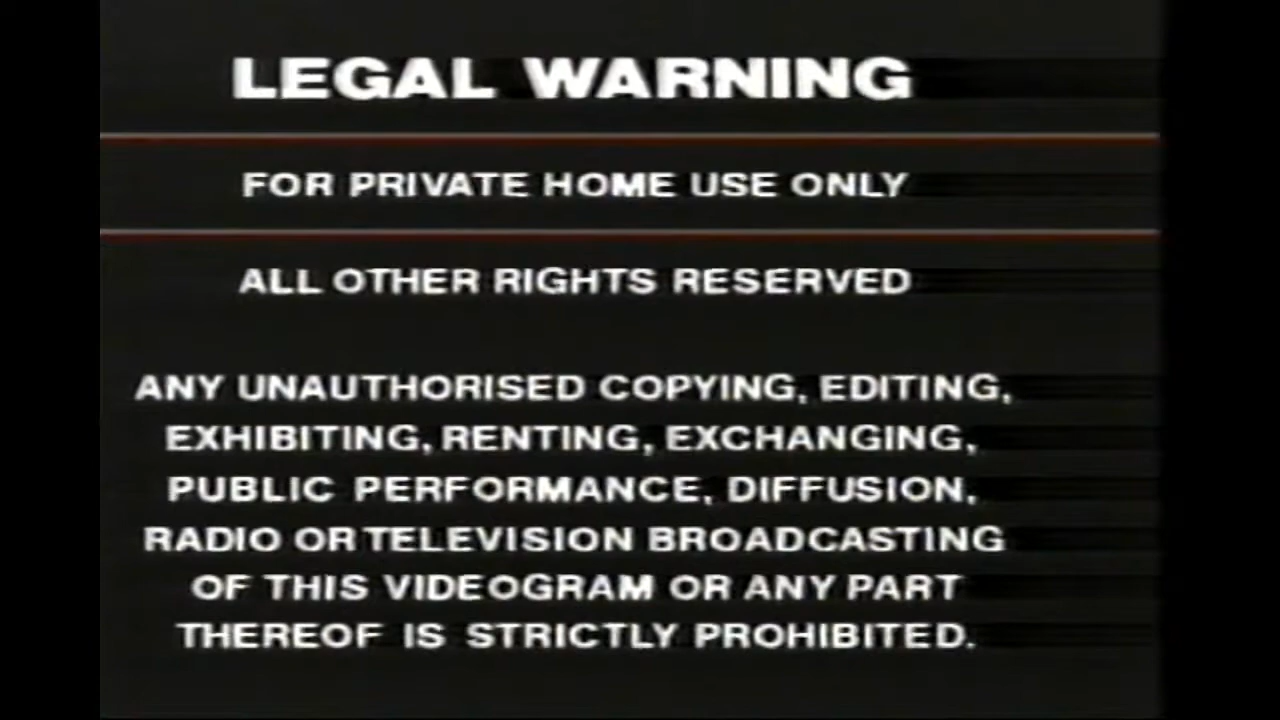 LEGAL WARNING
FOR PRIVATE HOME USE ONLY
ALL OTHER RIGHTS RESERVED
ANY UNAUTHORISED COPYING, EDITING,
EXHIBITING, RENTING, EXCHANGING,
PUBLIC PERFORMANCE, DIFFUSION,
RADIO OR TELEVISION BROADCASTING
OF THIS VIDEOGRAM OR ANY PART
THEREOF IS STRICTLY PROHIBITED.